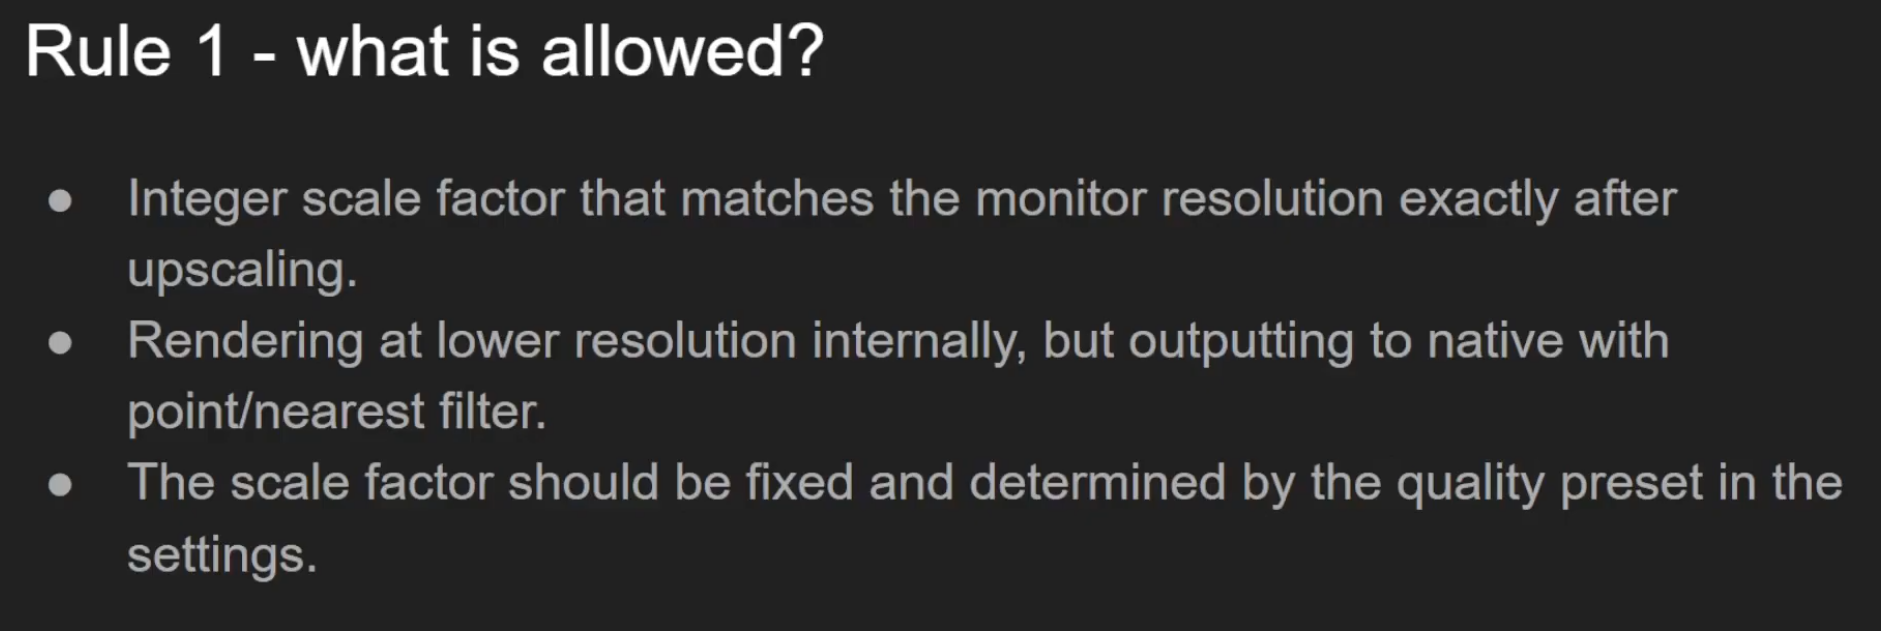 Rule 1 - what is allowed?
● Integer scale factor that matches the monitor resolution exactly after
upscaling.
● Rendering at lower resolution internally, but outputting to native with
point/nearest filter.
● The scale factor should be fixed and determined by the quality preset in the
settings.